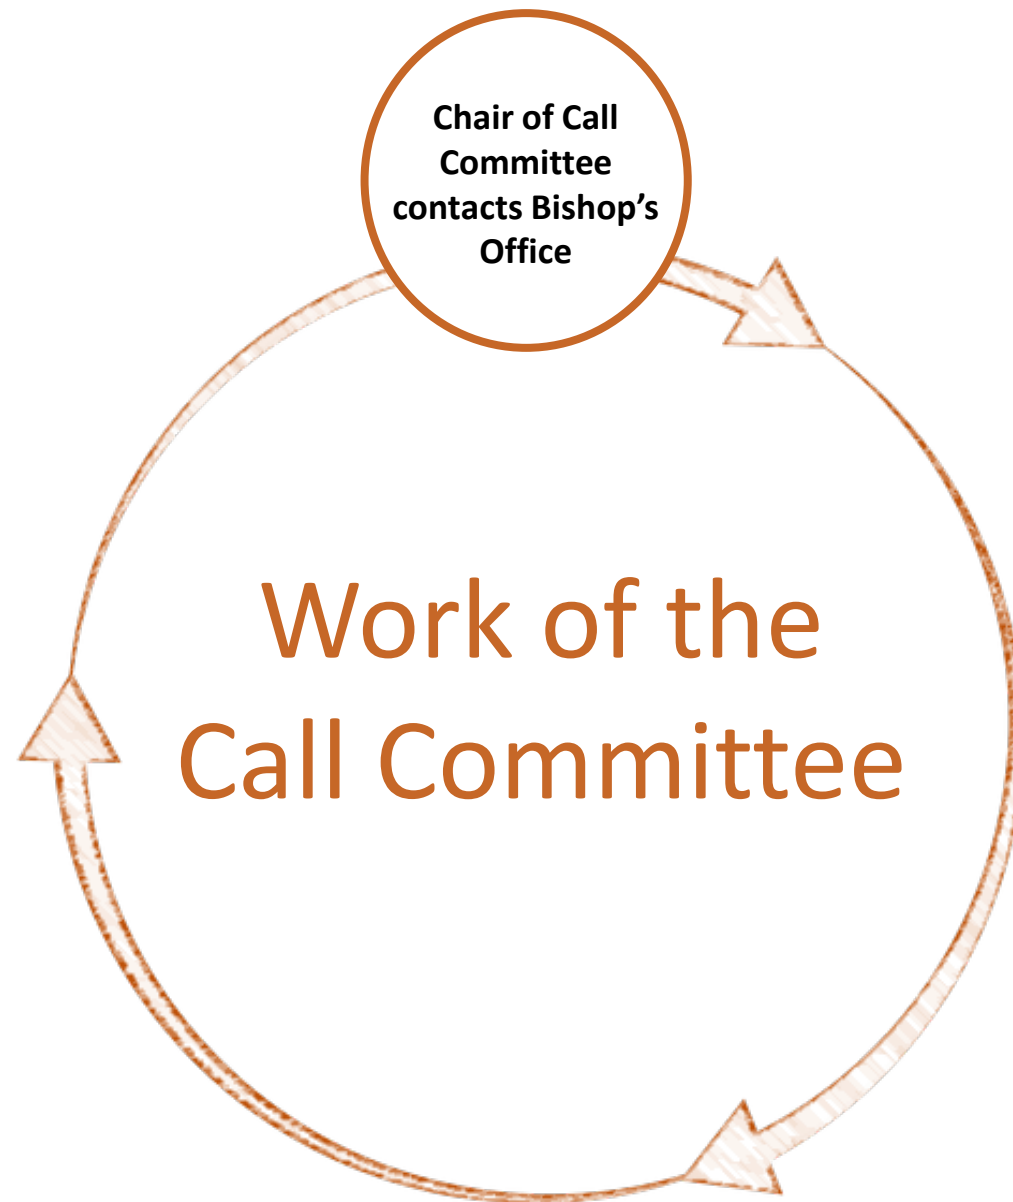 Chair of Call
Committee
contacts Bishop’s
Office
Work of the
Call Committee